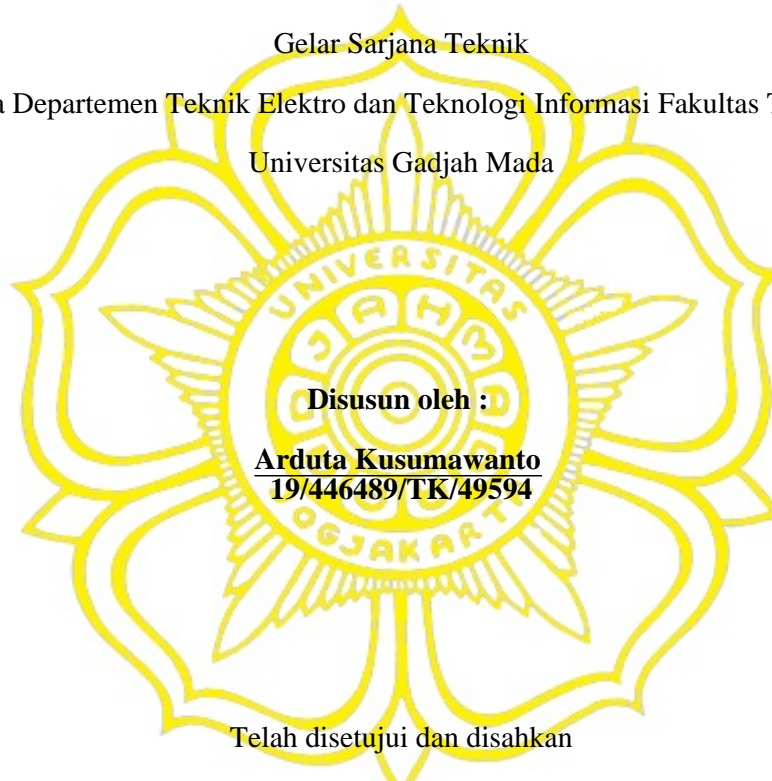 Gelar Sarjana Teknik
Departemen Teknik Elektro dan Teknologi Informasi Fakultas
Universitas Gadjah Mada
UNIVERSITAS
Disusun oleh :
Arduta Kusumawanto
19/446489/TK/49594
Telah disetujui dan disahkan